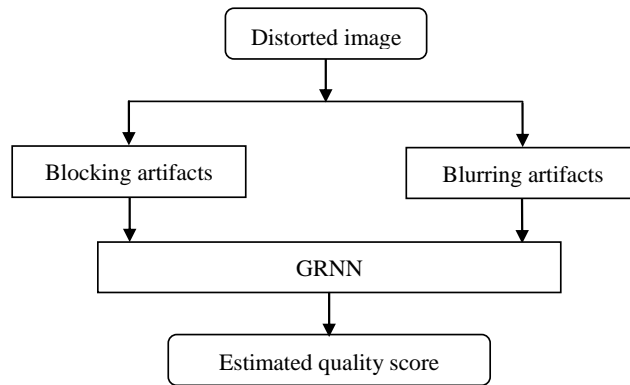 Distorted image
Blocking artifacts
Blurring artifacts
GRNN
Estimated quality score